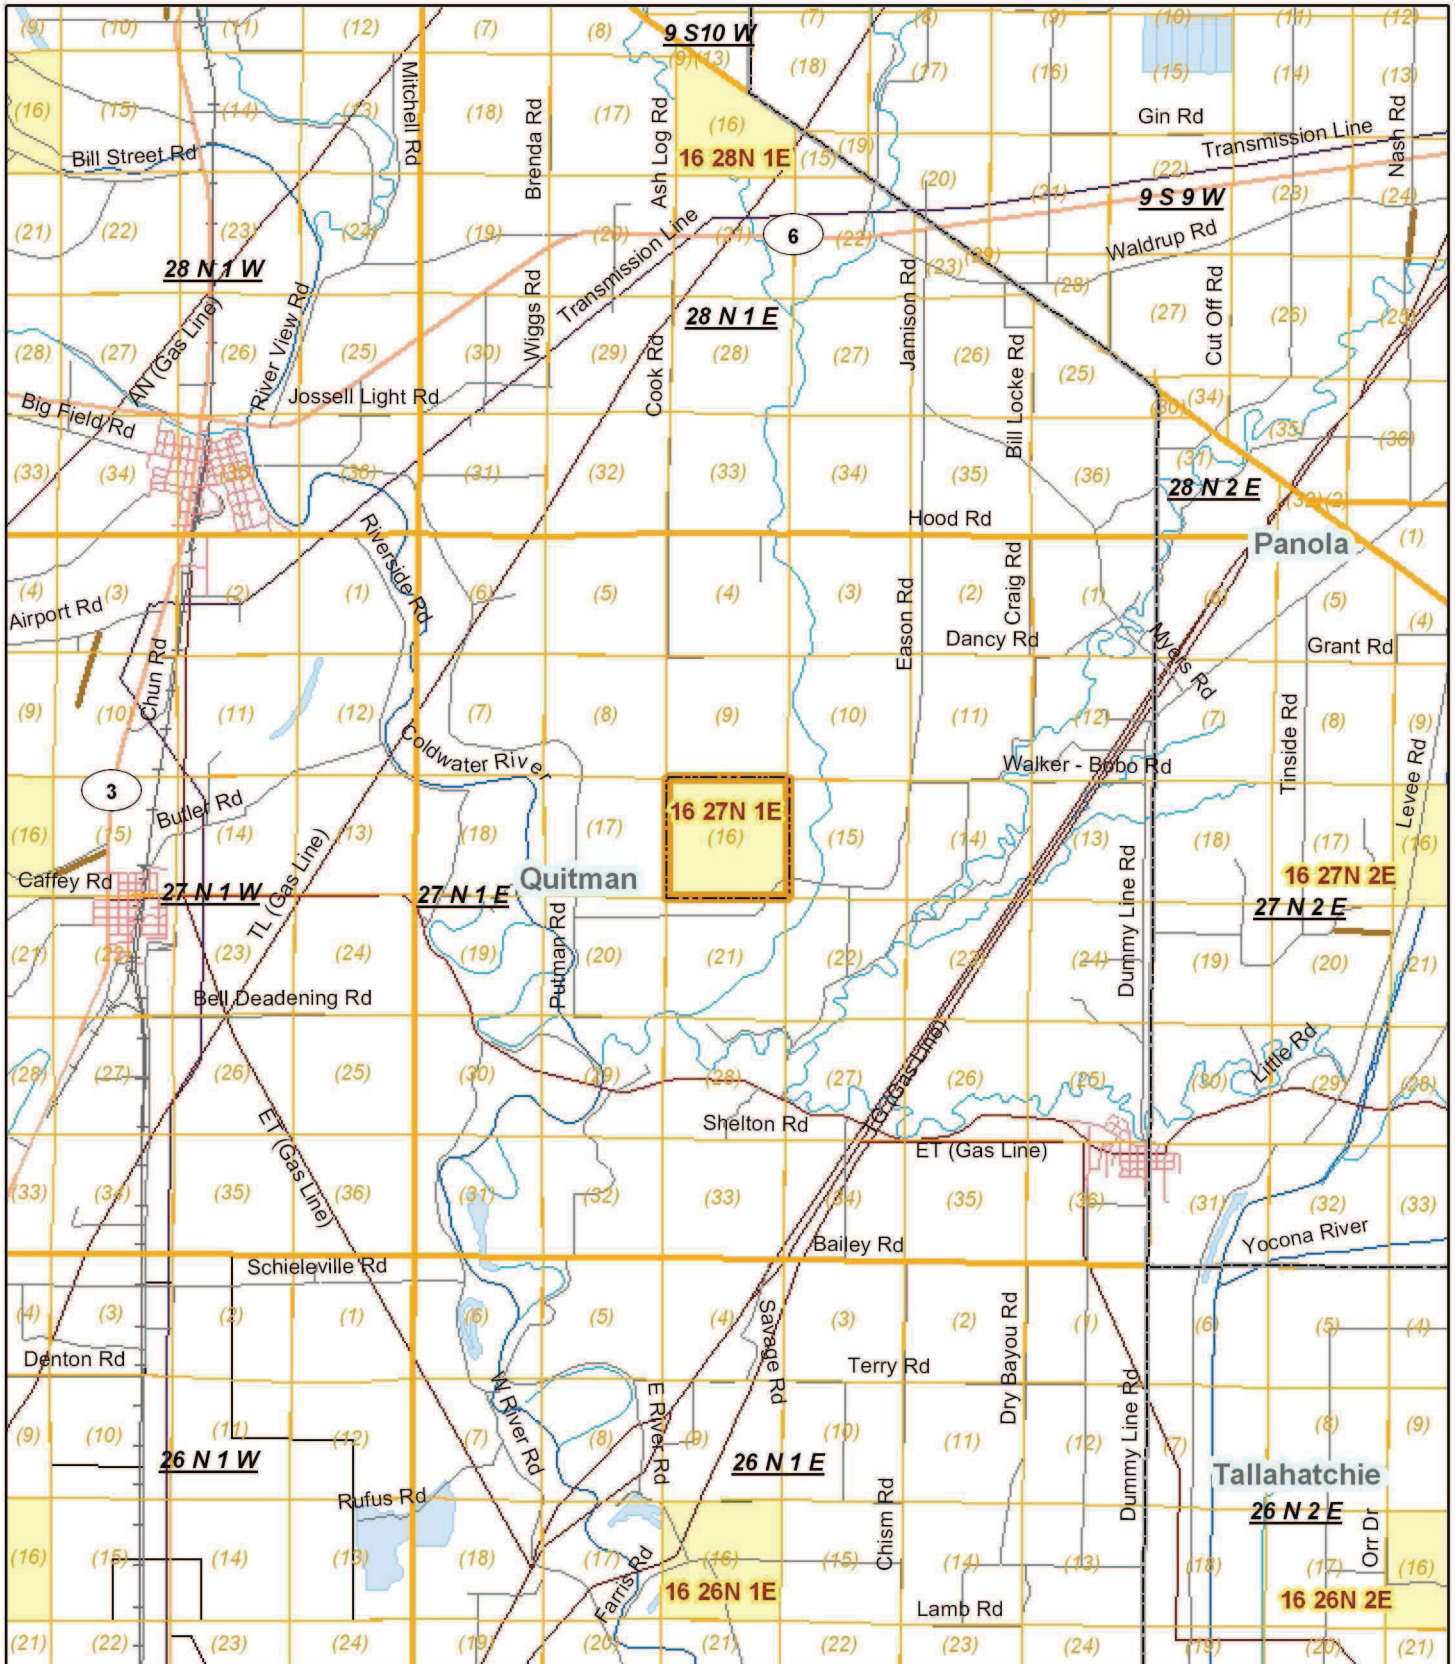 (9) (10) (11) (12) (7) (8) 9 S10 W (7) (8) (9) (10) (11) (12)
(9) (13) (18) (17) (16) (15) (14) (13)
Mitchell Rd
(16) (15) (14) (13) (18) Brenda Rd (17) Ash Log Rd (16) Gin Rd Nash Rd
Bill Street Rd 16 28N 1E (15) (19) Transmission Line
(20) (21) (22) (23) (24)
9 S 9 W
(21) (22) (23) (24) (19) (20) (21) 6 (22) Waldrup Rd
28 N 1 W (23) (29)
Transmission Line Jamison Rd (28)
AN (Gas Line) River View Rd Wiggs Rd 28 N 1 E (27) Cut Off Rd (26) (25)
(28) (27) (26) (25) (30) (29) Cook Rd (28) (27) (26) Bill Locke Rd (25)
Big Field Rd Jossell Light Rd (30) (34)
(35) (36)
(33) (34) (35) (36) (31) (32) (33) (34) (35) (36) (31)
28 N 2 E
(32) (2)
Hood Rd
Panola (1)
Riverside Rd
(4) (3) (2) (1) (6) (5) (4) (3) (2) Craig Rd (1) (6) (5) (4)
Airport Rd Eason Rd Dancy Rd Myers Rd Grant Rd
Chun Rd
(9) (10) (11) (12) (7) (8) (9) (10) (11) (12) (7) Tinside Rd (8) (9)
Coldwater River Walker - Bobo Rd Levee Rd
3
Butler Rd 16 27N 1E
(16) (15) (14) (13) (18) (17) (16) (15) (14) (13) (18) (17) (16)
TL (Gas Line) 16 27N 2E
Caffey Rd 27 N 1 W 27 N 1 E Quitman Dummy Line Rd 27 N 2 E
(21) (22) (23) (24) (19) Putman Rd (20) (21) (22) (23) (24) (19) (20) (21)
Bell Deadening Rd
Little Rd
(28) (27) (26) (25) (30) (29) (28) (27) TG (Gas Line) (26) (25) (30) (29) (28)
ET (Gas Line) Shelton Rd
ET (Gas Line)
(33) (34) (35) (36) (31) (32) (33) (34) (35) (36) (31) (32) (33)
Bailey Rd Yocona River
Schieleville Rd
(4) (3) (2) (1) (6) (5) (4) Savage Rd (3) (2) Dry Bayou Rd (1) (6) (5) (4)
Denton Rd Terry Rd
W River Rd E River Rd Dummy Line Rd
(9) (10) (11) (12) (7) (8) (9) (10) (11) (12) (7) (8) (9)
26 N 1 W 26 N 1 E Tallahatchie
Rufus Rd Chism Rd 26 N 2 E
Orr Dr
(16) (15) (14) (13) (18) (17) (16) (15) (14) (13) (18) (17) (16)
Farris Rd 16 26N 1E 16 26N 2E
Lamb Rd
(21) (22) (23) (24) (19) (20) (21) (22) (23) (24) (19) (20) (21)